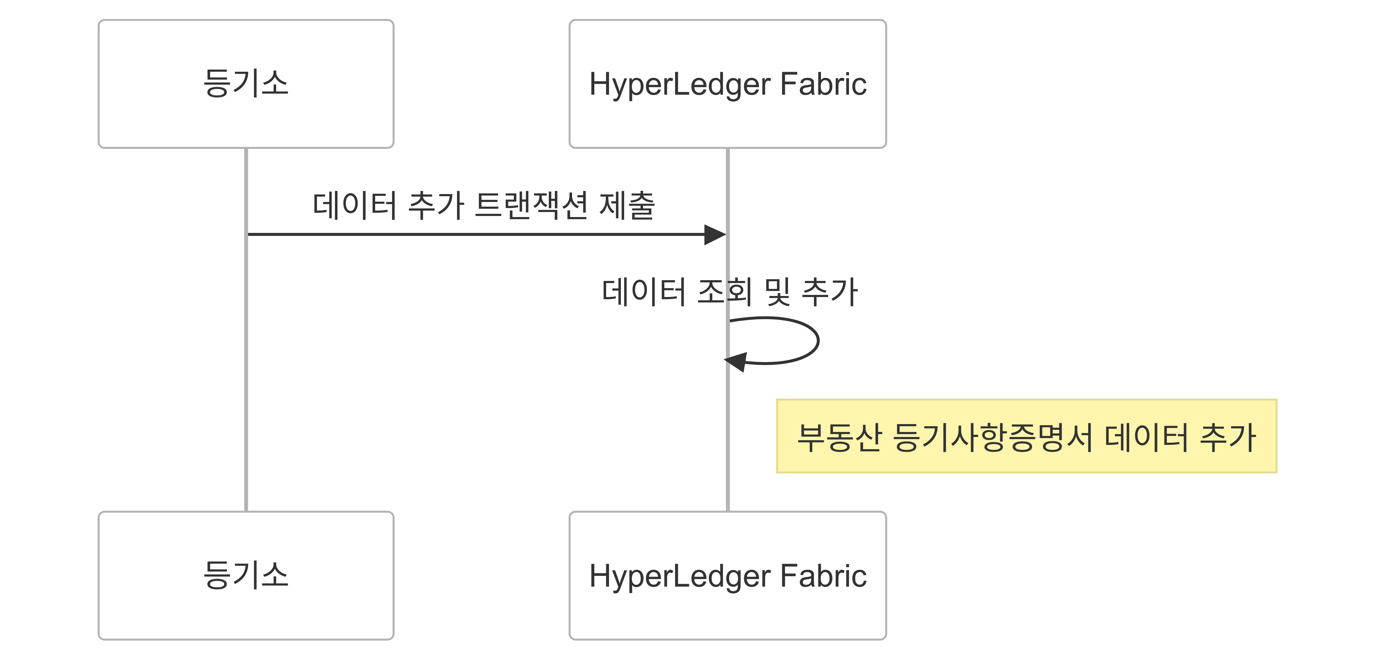 등기소
HyperLedger Fabric
데이터 추가 트랜잭션 제출
데이터 조회 및 추가
부동산 등기사항증명서 데이터 추가
등기소
HyperLedger Fabric